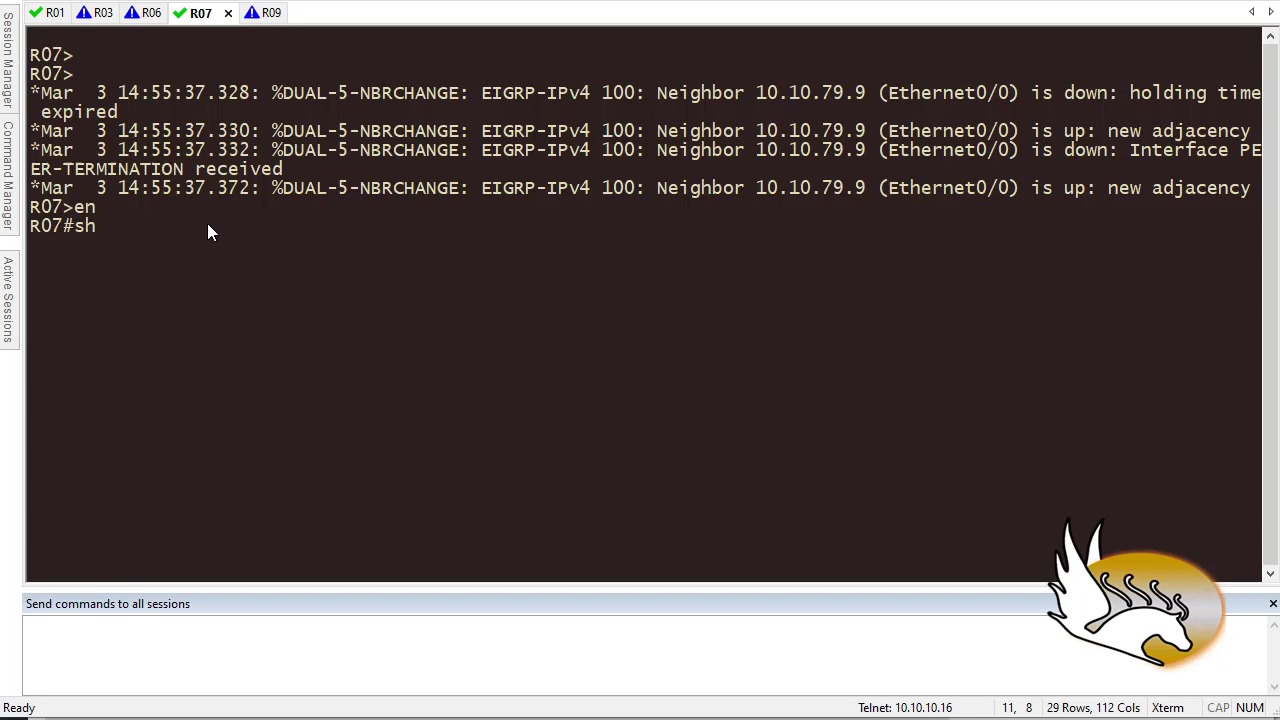 R01 R03 R06 R07 × R09
Session Manager
Command Manager
Active Sessions
R07>
R07>
*Mar  3 14:55:37.328: %DUAL-5-NBRCHANGE: EIGRP-IPv4 100: Neighbor 10.10.79.9 (Ethernet0/0) is down: holding time
 expired
*Mar  3 14:55:37.330: %DUAL-5-NBRCHANGE: EIGRP-IPv4 100: Neighbor 10.10.79.9 (Ethernet0/0) is up: new adjacency
*Mar  3 14:55:37.332: %DUAL-5-NBRCHANGE: EIGRP-IPv4 100: Neighbor 10.10.79.9 (Ethernet0/0) is down: Interface PE
ER-TERMINATION received
*Mar  3 14:55:37.372: %DUAL-5-NBRCHANGE: EIGRP-IPv4 100: Neighbor 10.10.79.9 (Ethernet0/0) is up: new adjacency
R07>en
R07#sh
Send commands to all sessions ×
Ready Telnet: 10.10.10.16 11, 8 29 Rows, 112 Cols Xterm CAP NUM